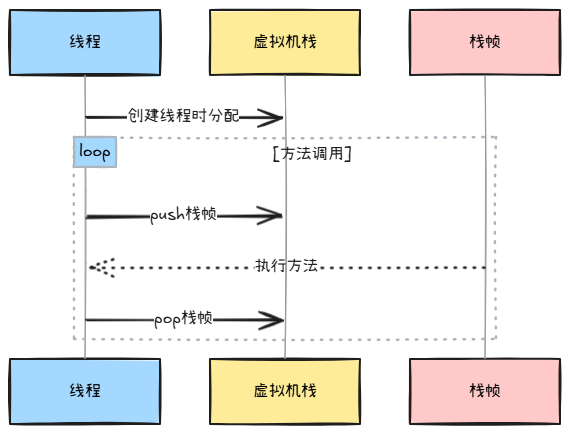 线程
虚拟机栈
栈帧
创建线程时分配
loop
[方法调用]
push栈帧
执行方法
pop栈帧
线程
虚拟机栈
栈帧